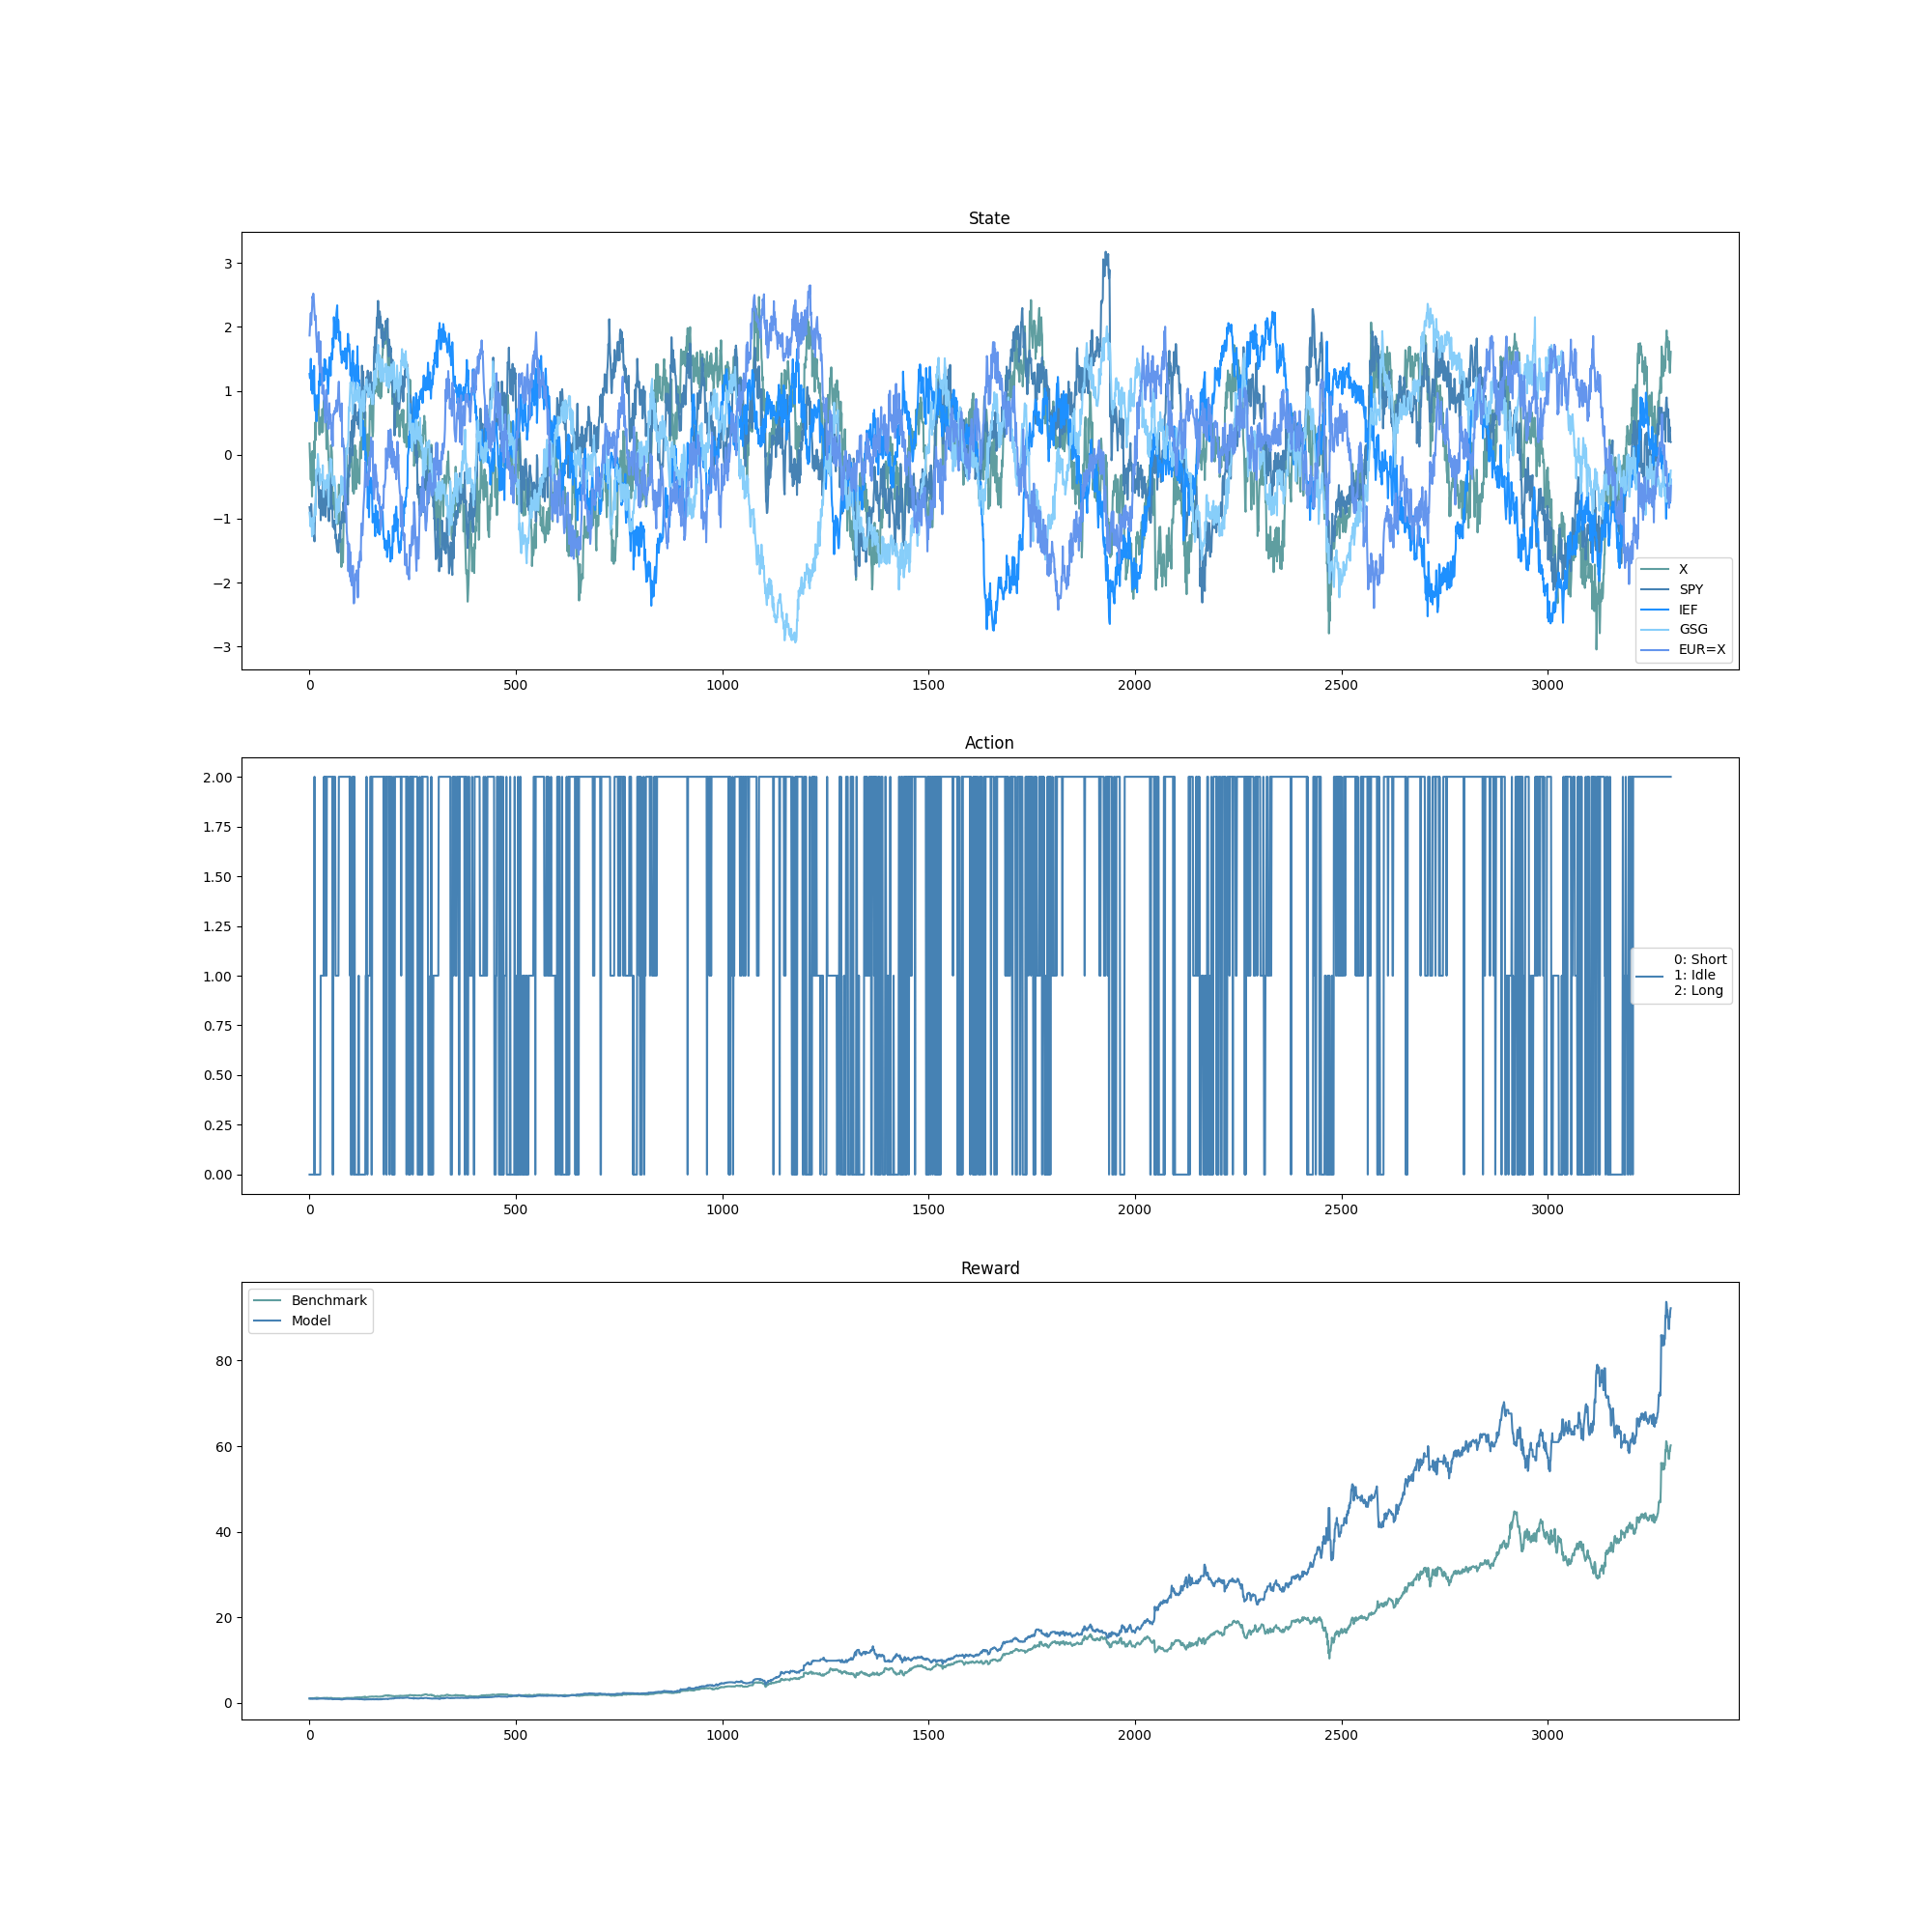 State
3
2
1
0
−1
−2
−3
X
SPY
IEF
GSG
EUR=X
0 500 1000 1500 2000 2500 3000
Action
2.00
1.75
1.50
1.25
1.00
0.75
0.50
0.25
0.00
0: Short
1: Idle
2: Long
0 500 1000 1500 2000 2500 3000
Reward
Benchmark
Model
80
60
40
20
0
0 500 1000 1500 2000 2500 3000